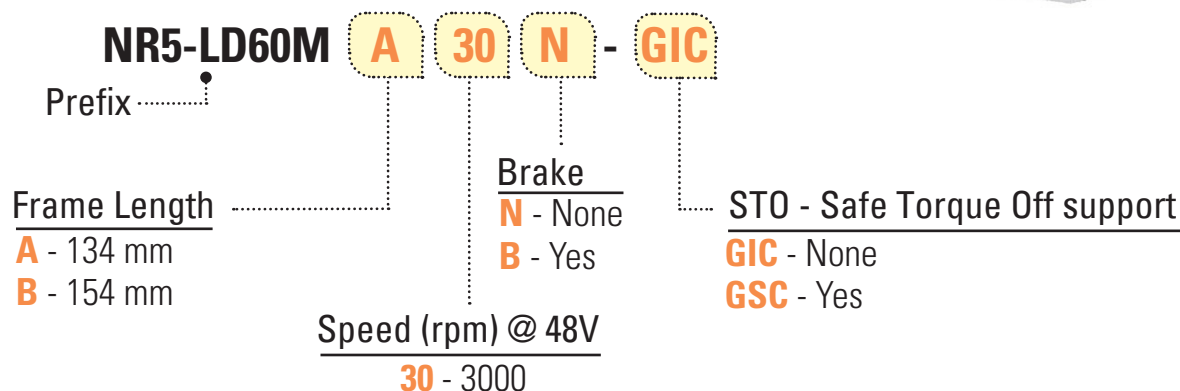 NR5-LD60M A 30 N - GIC
Prefix
Frame Length
A - 134 mm
B - 154 mm
Speed (rpm) @ 48V
30 - 3000
Brake
N - None
B - Yes
STO - Safe Torque Off support
GIC - None
GSC - Yes